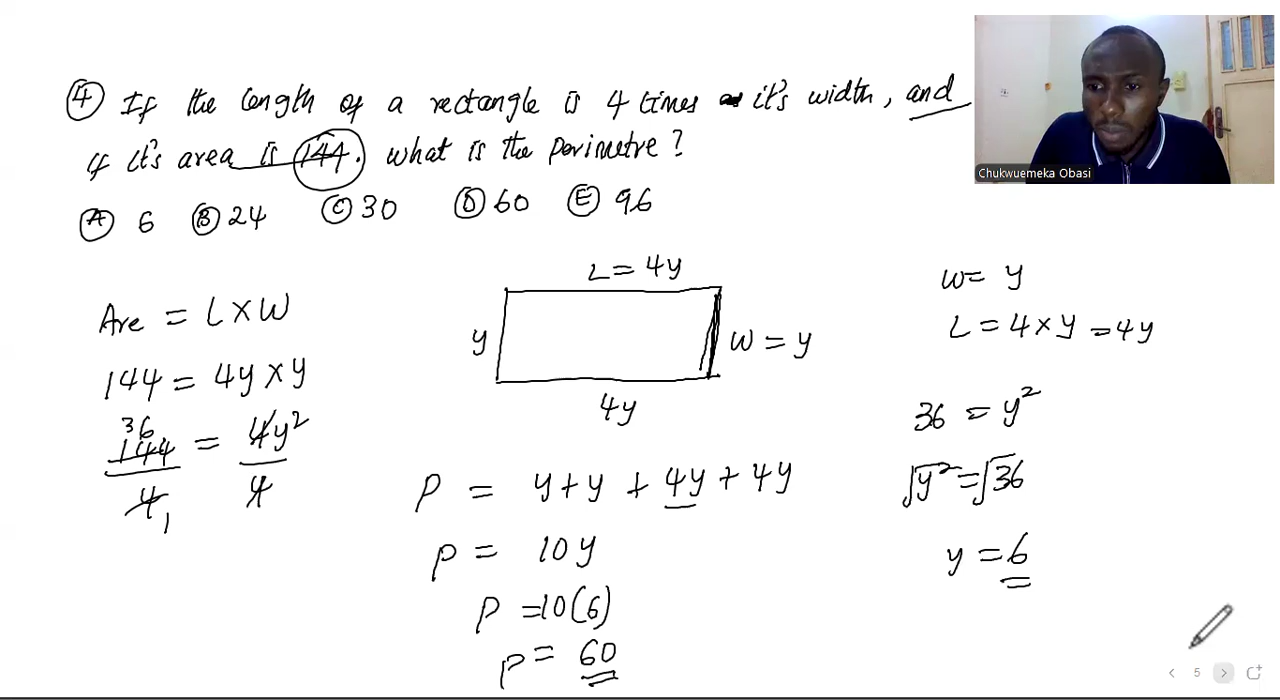 ④ If the length of a rectangle is 4 times it's width, and
if it's area is 144. what is the perimetre?
Ⓐ 6 Ⓑ 24 Ⓒ 30 Ⓓ 60 Ⓔ 96
Chukwuemeka Obasi
Are = L × W
144 = 4y × y
36
144/4 = 4y²/4
1
L = 4y
y
W = y
4y
P = y + y + 4y + 4y
P = 10y
P = 10(6)
P = 60
W = y
L = 4 × y = 4y
36 = y²
√y² = √36
y = 6
5